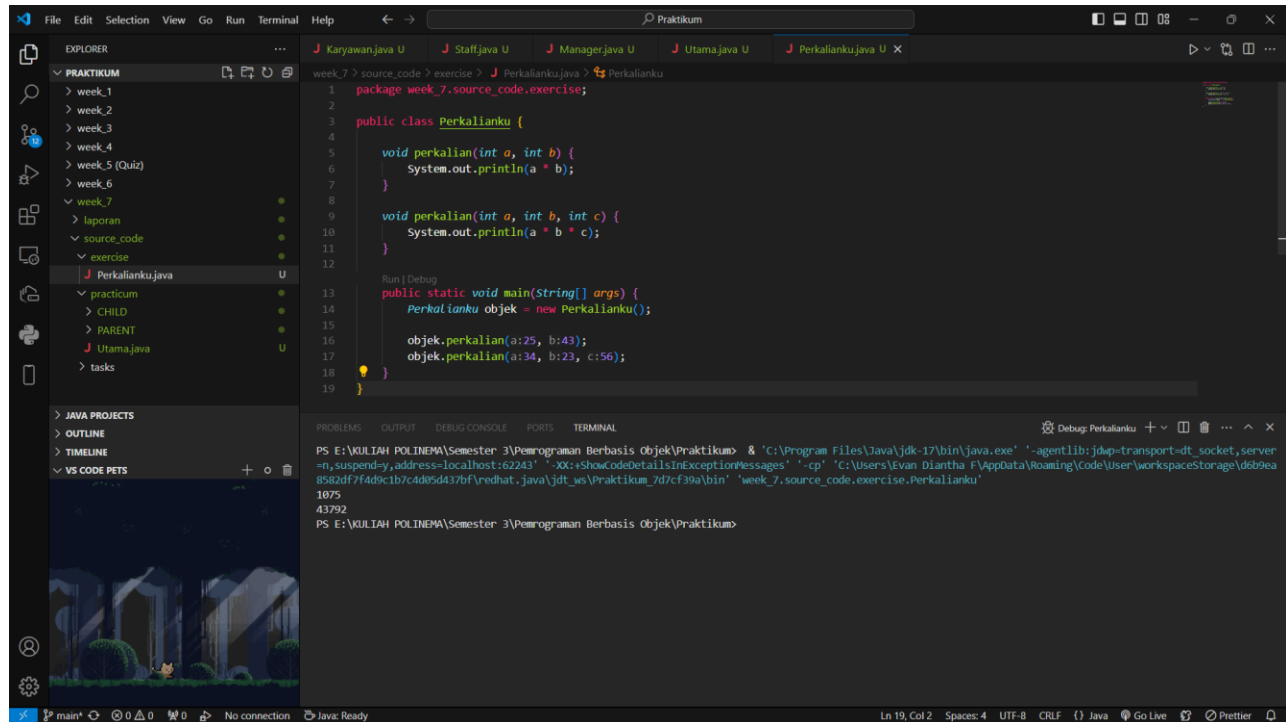 File Edit Selection View Go Run Terminal Help
Praktikum
EXPLORER
PRAKTIKUM
week_1
week_2
week_3
week_4
week_5 (Quiz)
week_6
week_7
laporan
source_code
exercise
J Perkalianku.java U
practicum
CHILD
PARENT
J Utama.java U
tasks
JAVA PROJECTS
OUTLINE
TIMELINE
VS CODE PETS
12
J Karyawan.java U J Staff.java U J Manager.java U J Utama.java U J Perkalianku.java U
week_7 > source_code > exercise > J Perkalianku.java > Perkalianku
1 package week_7.source_code.exercise;
2
3 public class Perkalianku {
4
5 void perkalian(int a, int b) {
6 System.out.println(a * b);
7 }
8
9 void perkalian(int a, int b, int c) {
10 System.out.println(a * b * c);
11 }
12
Run | Debug
13 public static void main(String[] args) {
14 Perkalianku objek = new Perkalianku();
15
16 objek.perkalian(a:25, b:43);
17 objek.perkalian(a:34, b:23, c:56);
18 }
19 }
PROBLEMS OUTPUT DEBUG CONSOLE PORTS TERMINAL
Debug: Perkalianku
PS E:\KULIAH POLINEMA\Semester 3\Pemrograman Berbasis Objek\Praktikum> & 'C:\Program Files\Java\jdk-17\bin\java.exe' '-agentlib:jdwp=transport=dt_socket,server
=n,suspend=y,address=localhost:62243' '-XX:+ShowCodeDetailsInExceptionMessages' '-cp' 'C:\Users\Evan Diantha F\AppData\Roaming\Code\User\workspaceStorage\d6b9ea
8582df7f4d9c1b7c4d05d437bf\redhat.java\jdt_ws\Praktikum_7d7cf39a\bin' 'week_7.source_code.exercise.Perkalianku'
1075
43792
PS E:\KULIAH POLINEMA\Semester 3\Pemrograman Berbasis Objek\Praktikum>
main* 0 0 0 No connection Java: Ready
Ln 19, Col 2 Spaces: 4 UTF-8 CRLF {} Java Go Live Prettier